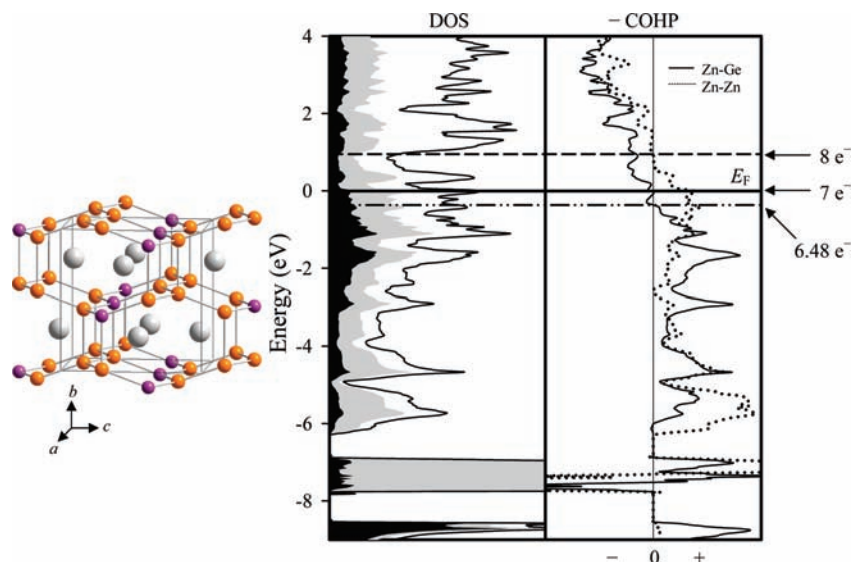 DOS
− COHP
4
2
0
-2
-4
-6
-8
Energy (eV)
Zn-Ge
Zn-Zn
E_F
8 e⁻
7 e⁻
6.48 e⁻
− 0 +
b
a
c